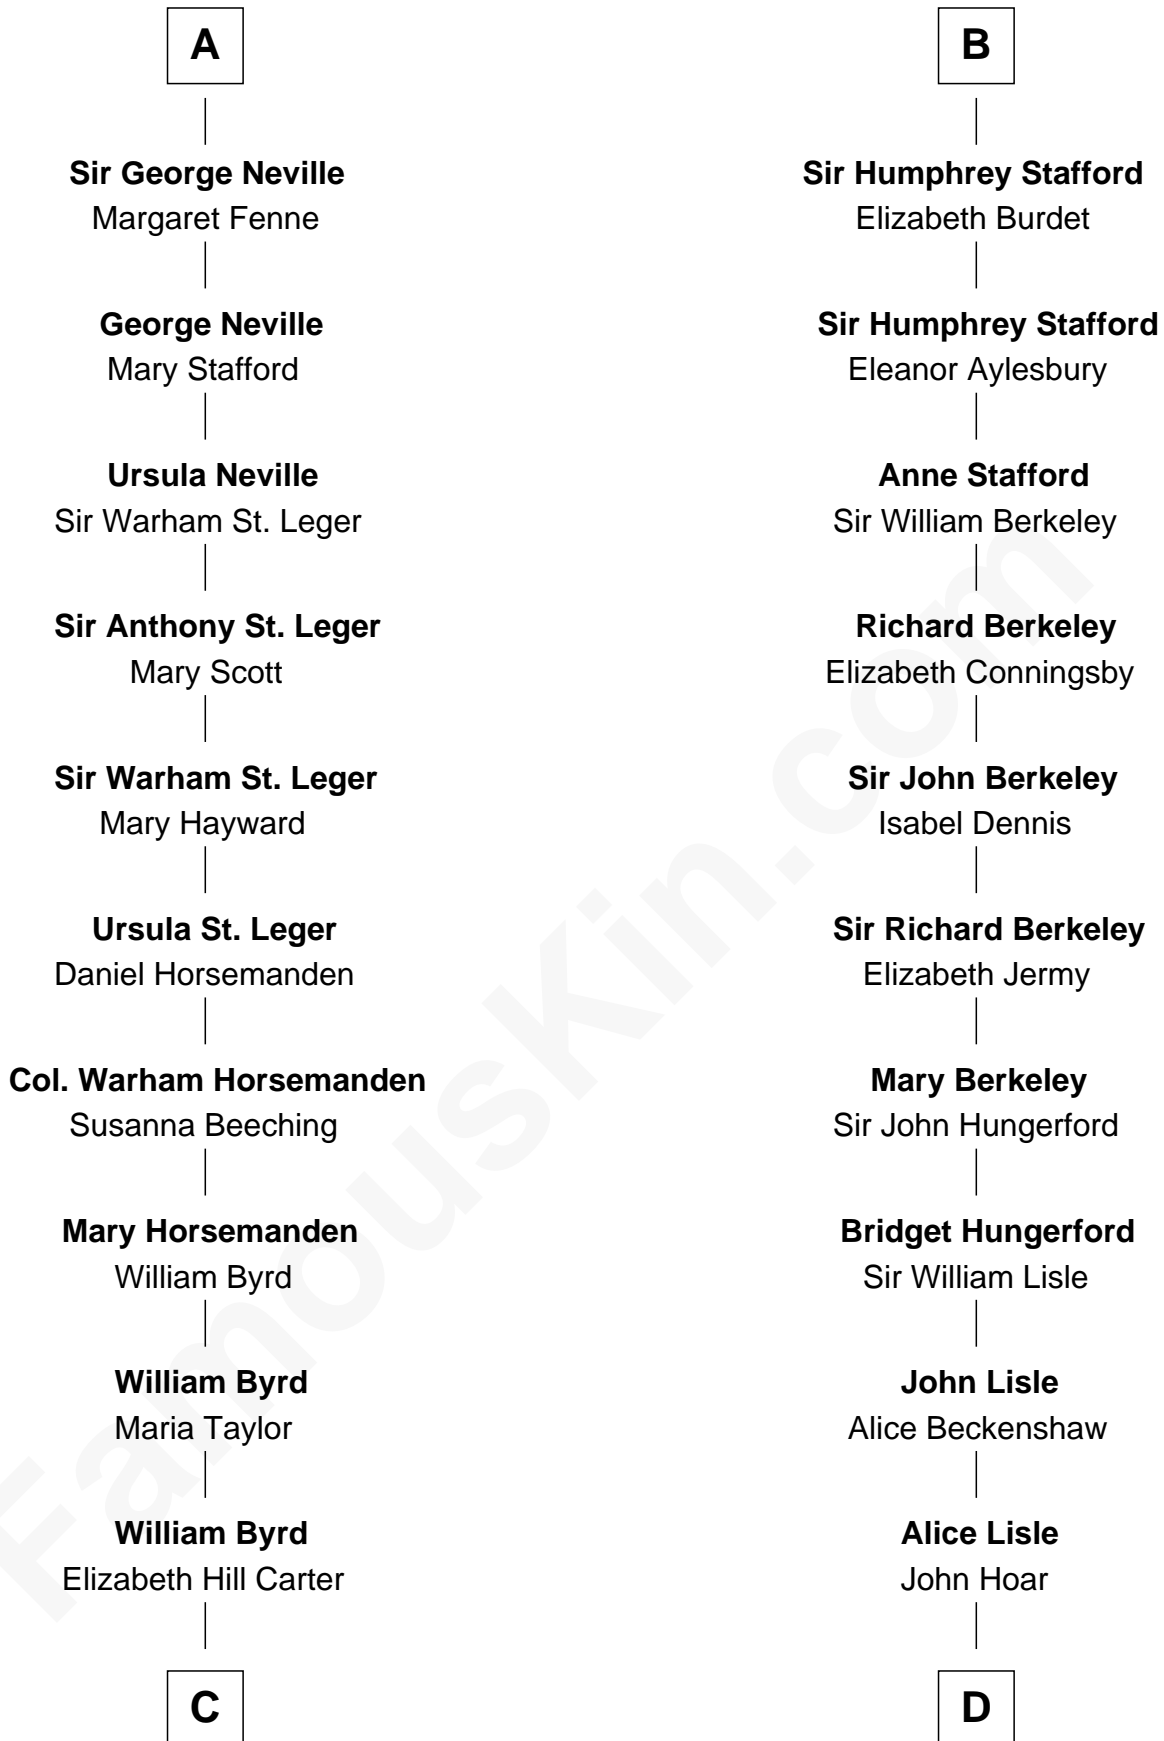 A
Sir George Neville
Margaret Fenne
George Neville
Mary Stafford
Ursula Neville
Sir Warham St. Leger
Sir Anthony St. Leger
Mary Scott
Sir Warham St. Leger
Mary Hayward
Ursula St. Leger
Daniel Horsemanden
Col. Warham Horsemanden
Susanna Beeching
Mary Horsemanden
William Byrd
William Byrd
Maria Taylor
William Byrd
Elizabeth Hill Carter
C
B
Sir Humphrey Stafford
Elizabeth Burdet
Sir Humphrey Stafford
Eleanor Aylesbury
Anne Stafford
Sir William Berkeley
Richard Berkeley
Elizabeth Conningsby
Sir John Berkeley
Isabel Dennis
Sir Richard Berkeley
Elizabeth Jermy
Mary Berkeley
Sir John Hungerford
Bridget Hungerford
Sir William Lisle
John Lisle
Alice Beckenshaw
Alice Lisle
John Hoar
D
FamousKin.com